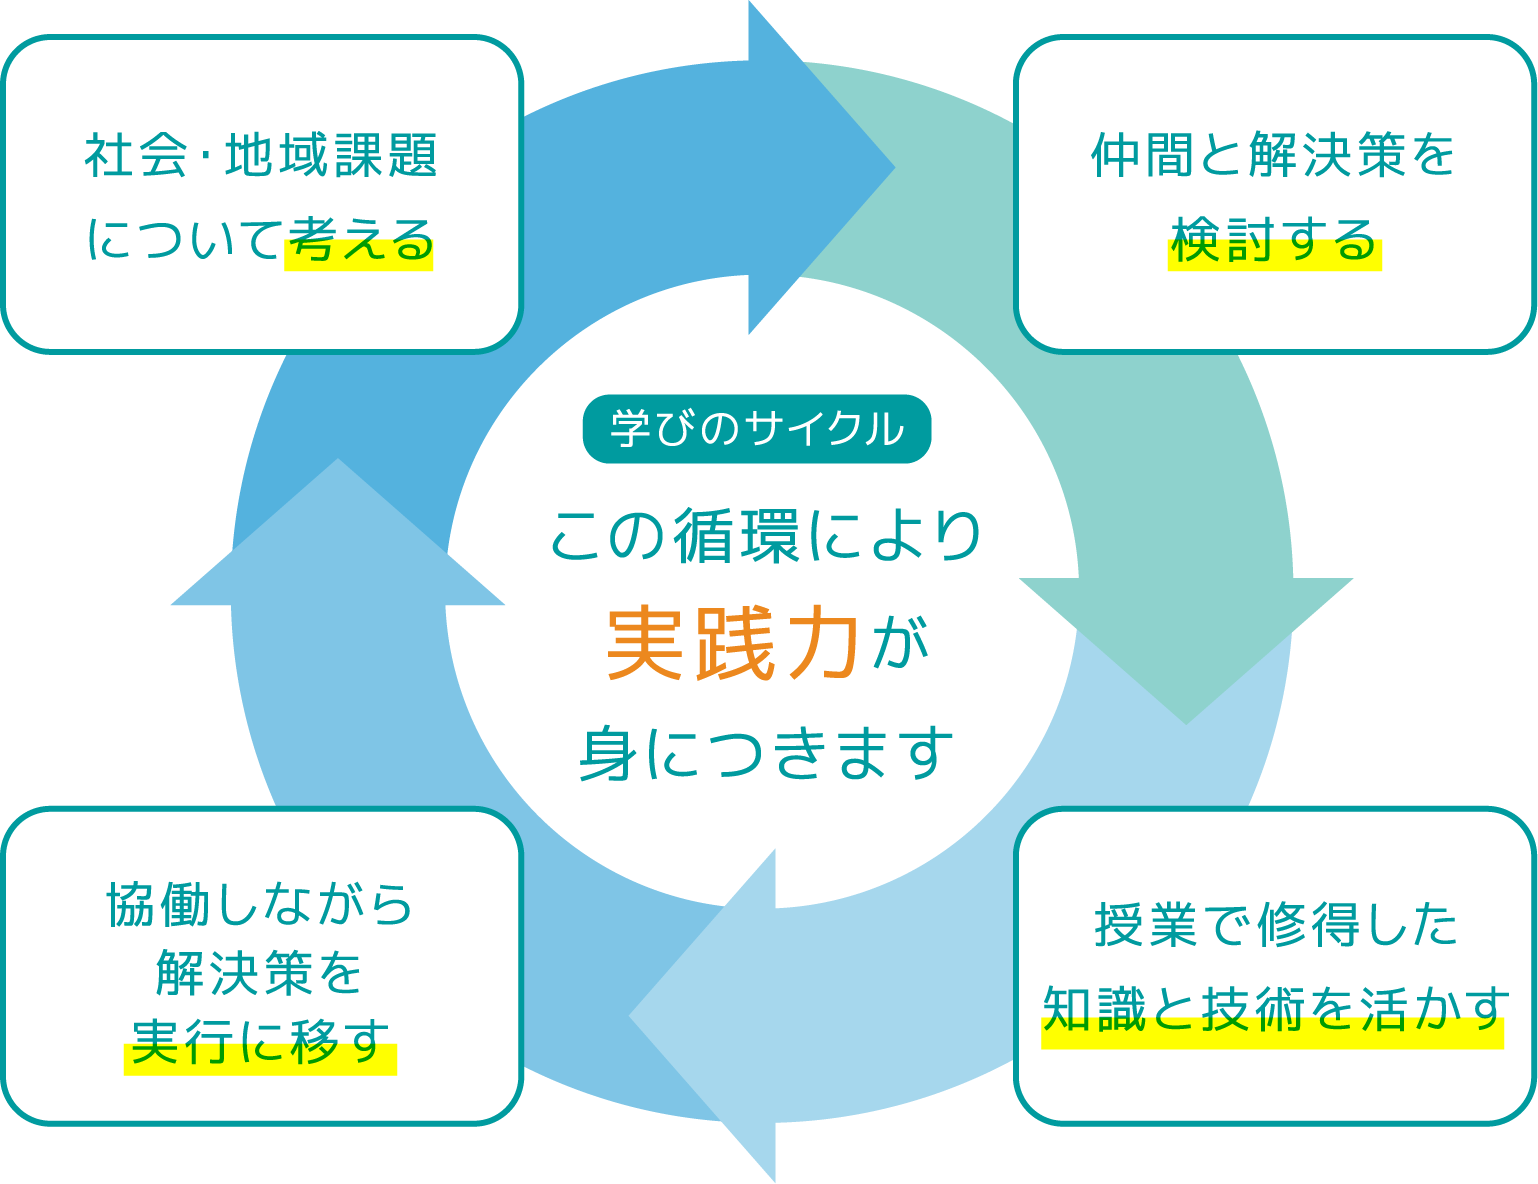 社会・地域課題
について考える
仲間と解決策を
検討する
学びのサイクル
この循環により
実践力が
身につきます
協働しながら
解決策を
実行に移す
授業で修得した
知識と技術を活かす